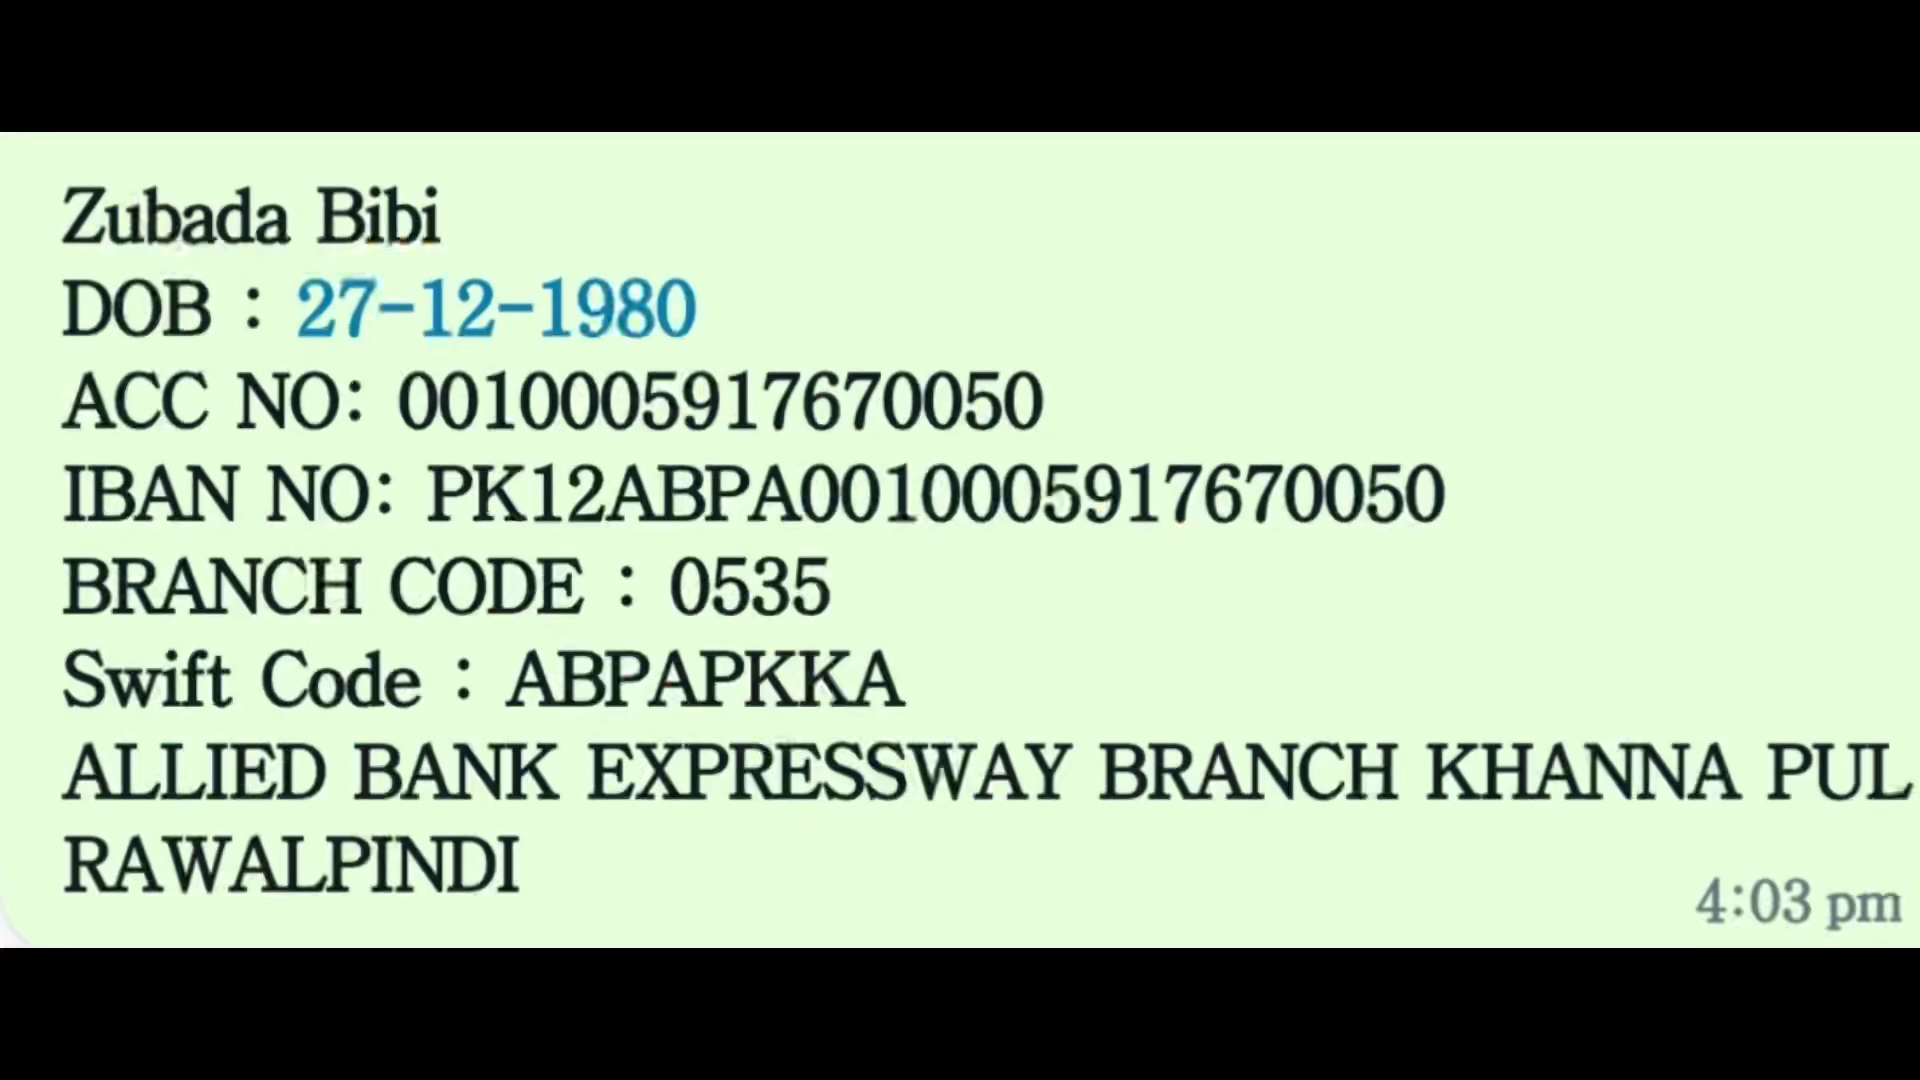 Zubada Bibi
DOB : 27-12-1980
ACC NO: 0010005917670050
IBAN NO: PK12ABPA0010005917670050
BRANCH CODE : 0535
Swift Code : ABPAPKKA
ALLIED BANK EXPRESSWAY BRANCH KHANNA PUL
RAWALPINDI
4:03 pm